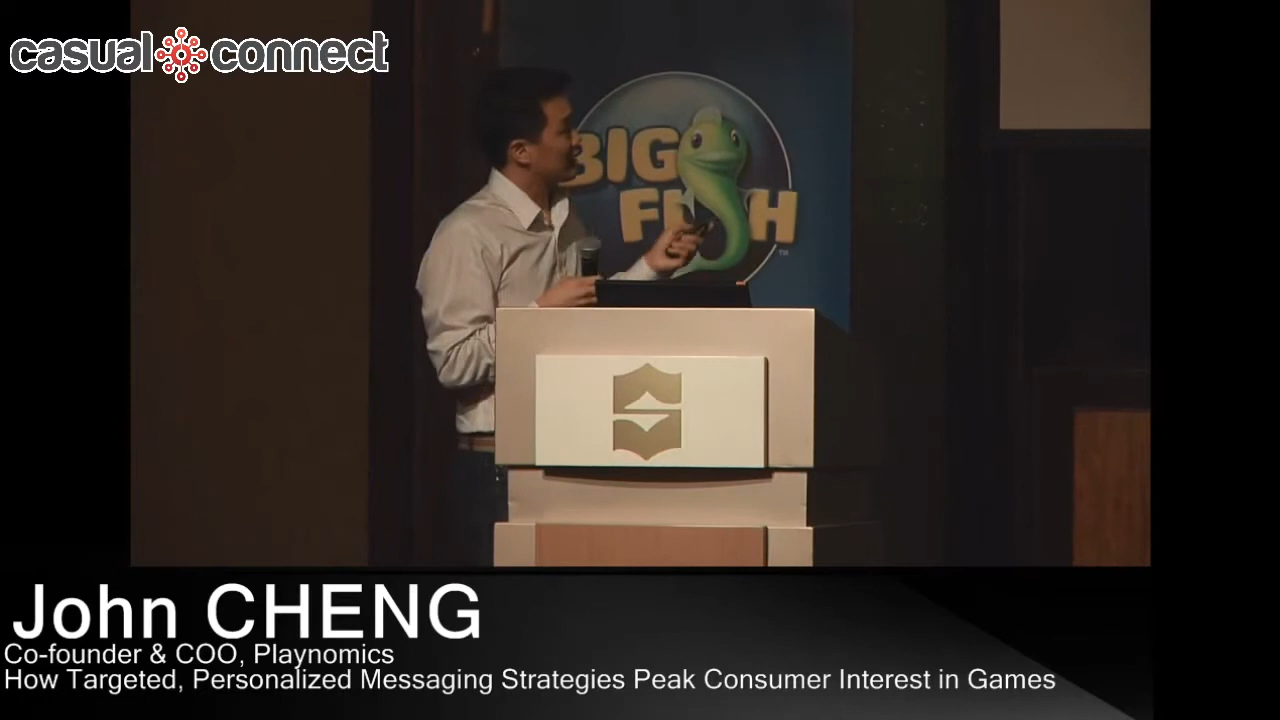 casual connect
BIG
FISH
TM
S
John CHENG
Co-founder & COO, Playnomics
How Targeted, Personalized Messaging Strategies Peak Consumer Interest in Games